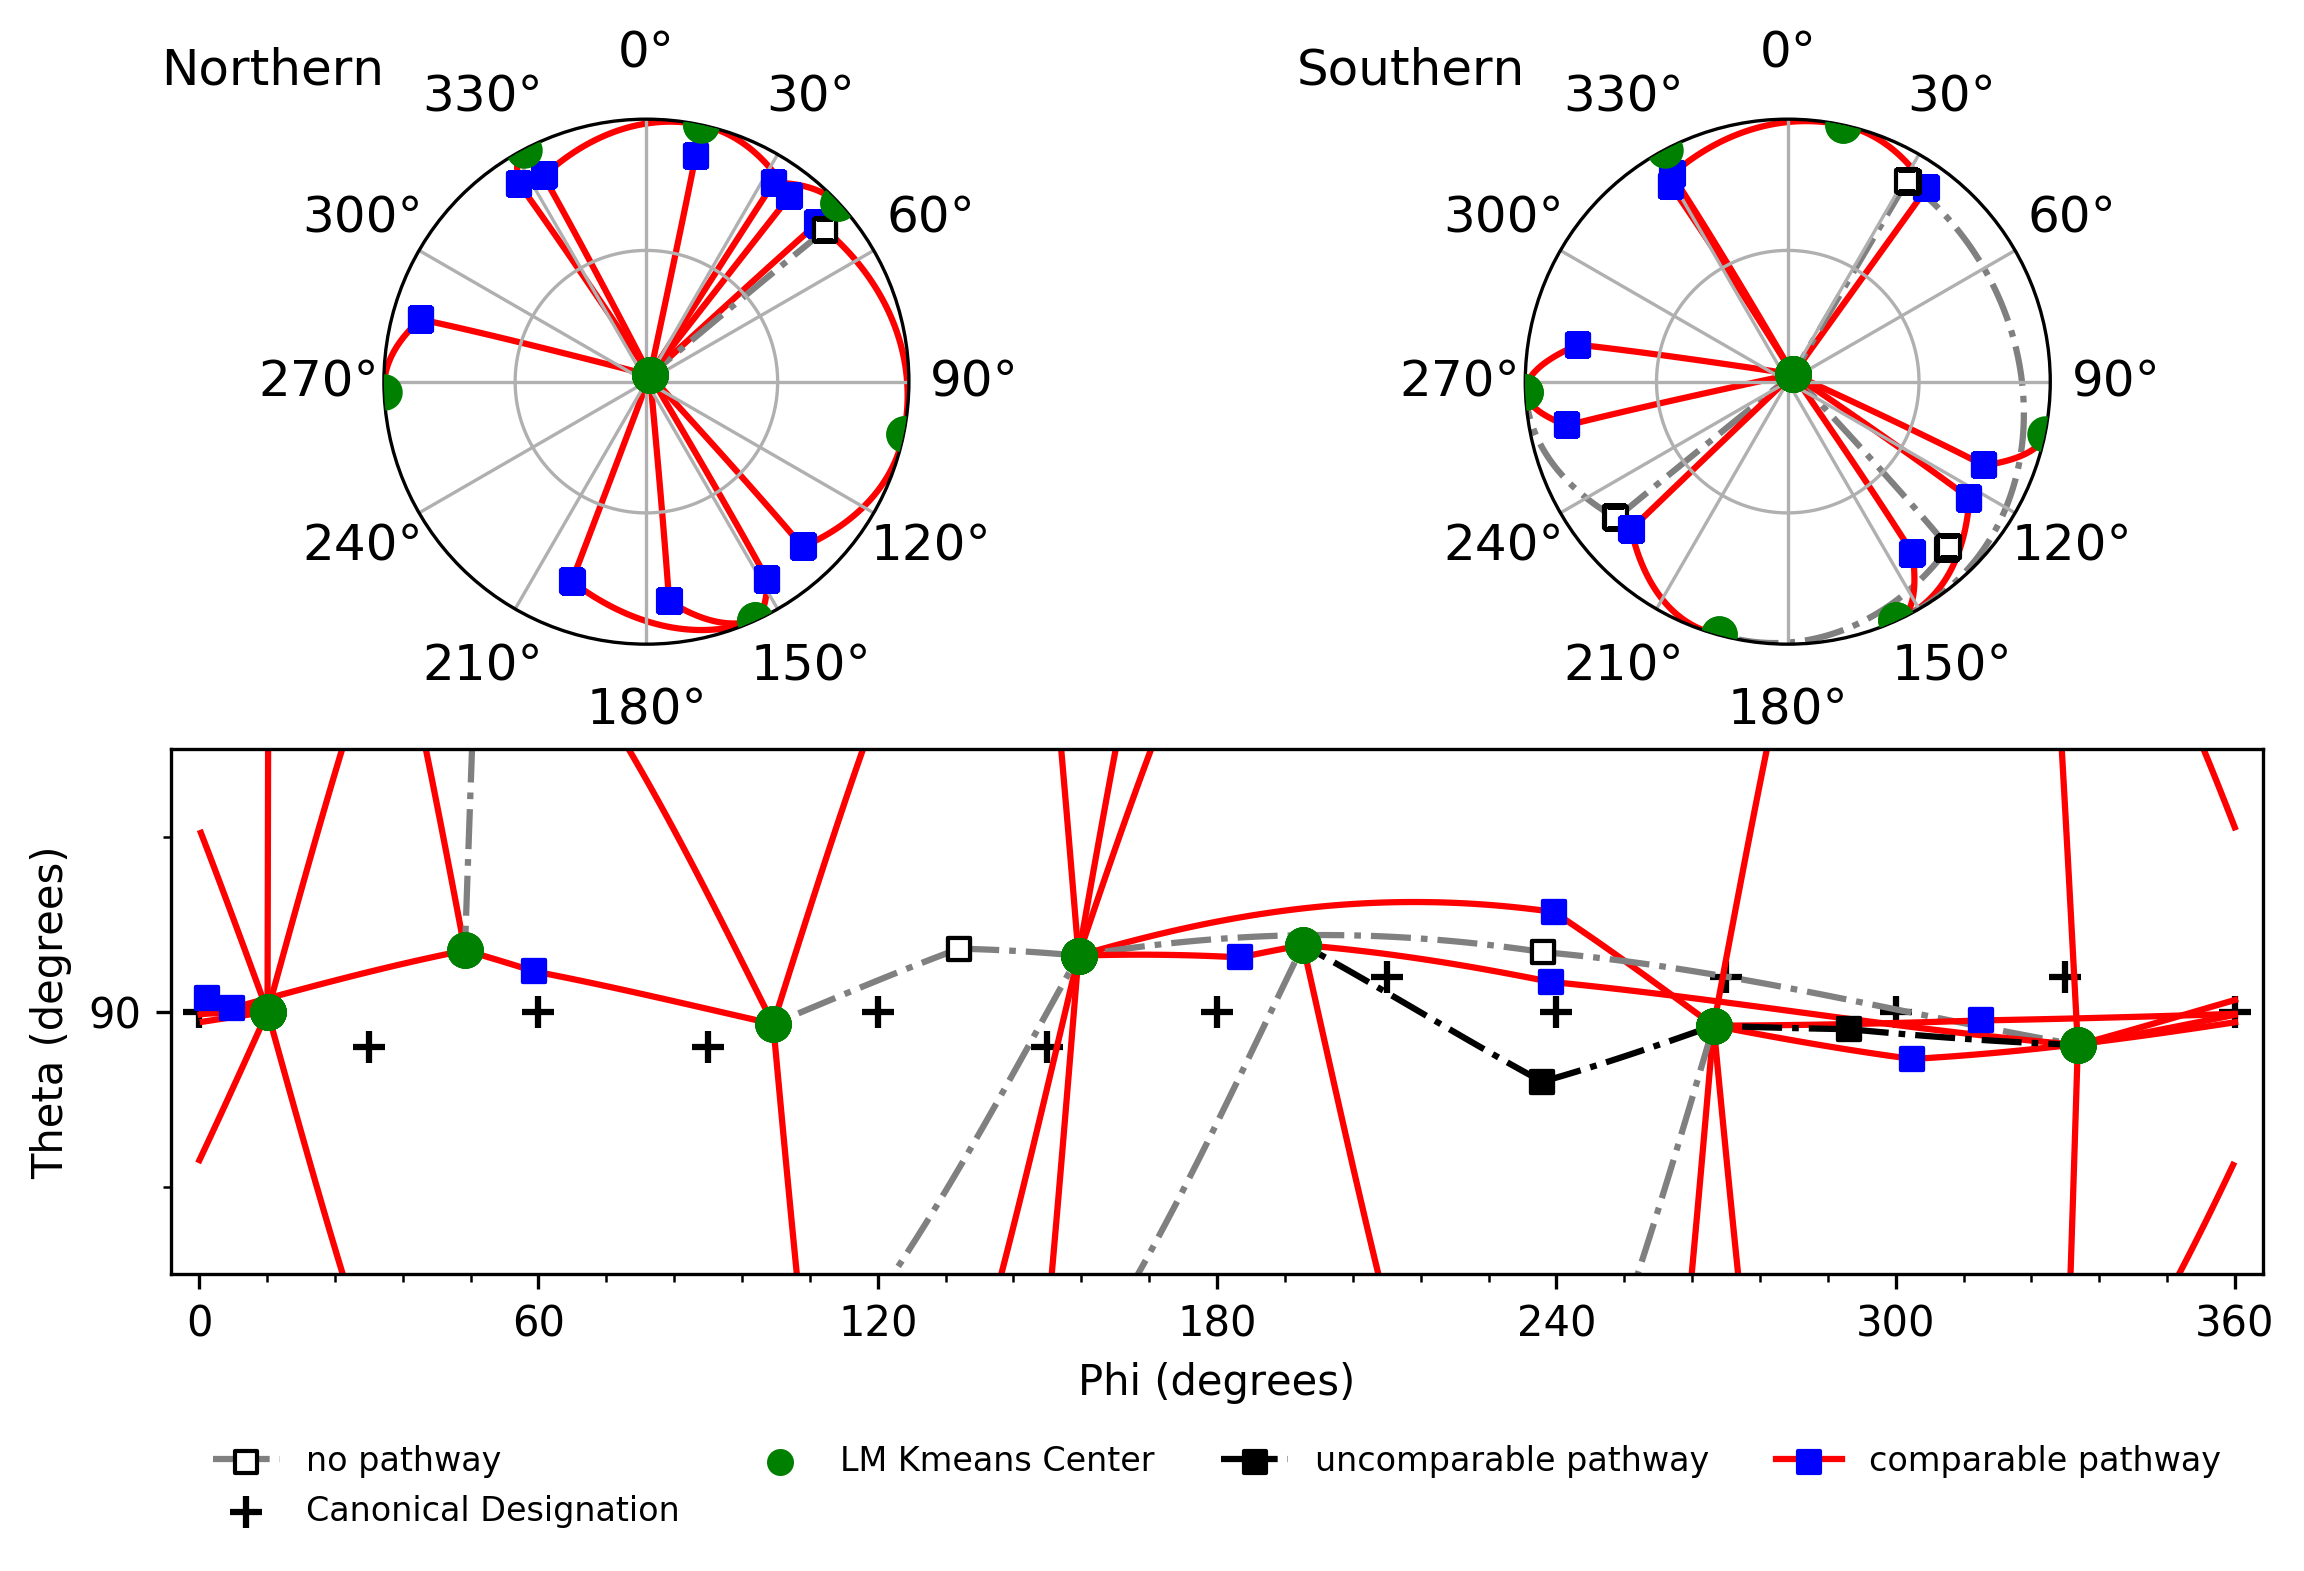 Northern
0°
330°
30°
300°
60°
270°
90°
240°
120°
210°
150°
180°
Southern
0°
330°
30°
300°
60°
270°
90°
240°
120°
210°
150°
180°
Theta (degrees)
90
0 60 120 180 240 300 360
Phi (degrees)
no pathway
Canonical Designation
LM Kmeans Center
uncomparable pathway
comparable pathway